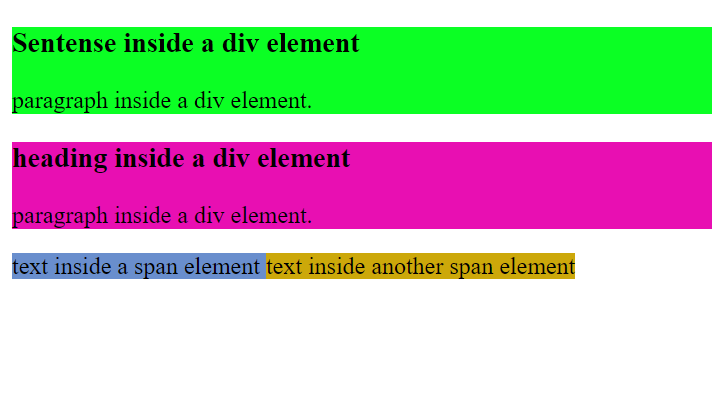 Sentense inside a div element
paragraph inside a div element.
heading inside a div element
paragraph inside a div element.
text inside a span element text inside another span element